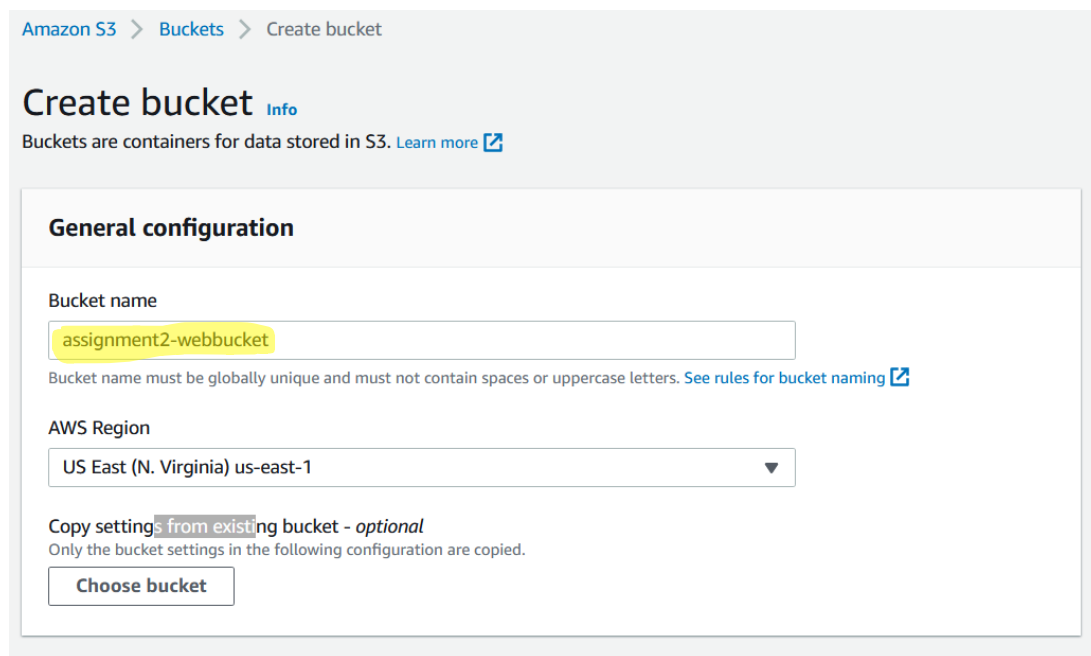 Amazon S3 > Buckets > Create bucket
Create bucket Info
Buckets are containers for data stored in S3. Learn more
General configuration
Bucket name
assignment2-webbucket
Bucket name must be globally unique and must not contain spaces or uppercase letters. See rules for bucket naming
AWS Region
US East (N. Virginia) us-east-1
Copy settings from existing bucket - optional
Only the bucket settings in the following configuration are copied.
Choose bucket